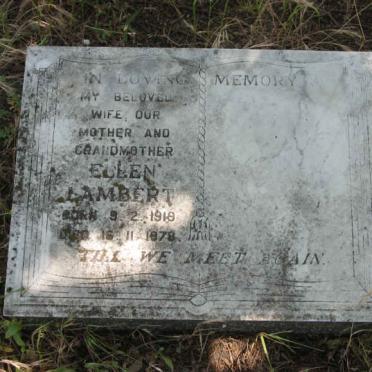 IN LOVING MEMORY
MY BELOVED
WIFE, OUR
MOTHER AND
GRANDMOTHER
ELLEN
LAMBERT
BORN 9.2.1919
DIED 15.11.1978
TILL WE MEET AGAIN.